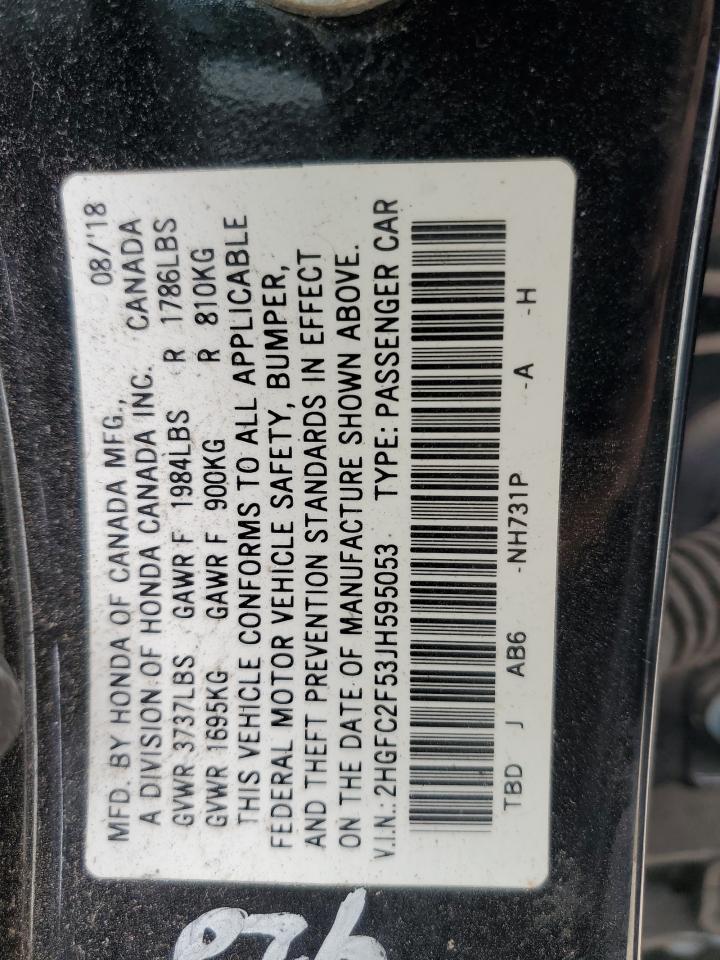 MFD. BY HONDA OF CANADA MFG., 08/'18
A DIVISION OF HONDA CANADA INC. CANADA
GVWR 3737LBS GAWR F 1984LBS R 1786LBS
GVWR 1695KG GAWR F 900KG R 810KG
THIS VEHICLE CONFORMS TO ALL APPLICABLE
FEDERAL MOTOR VEHICLE SAFETY, BUMPER,
AND THEFT PREVENTION STANDARDS IN EFFECT
ON THE DATE OF MANUFACTURE SHOWN ABOVE.
V.I.N.: 2HGFC2F53JH595053 TYPE: PASSENGER CAR
TBD J AB6 -NH731P -A -H